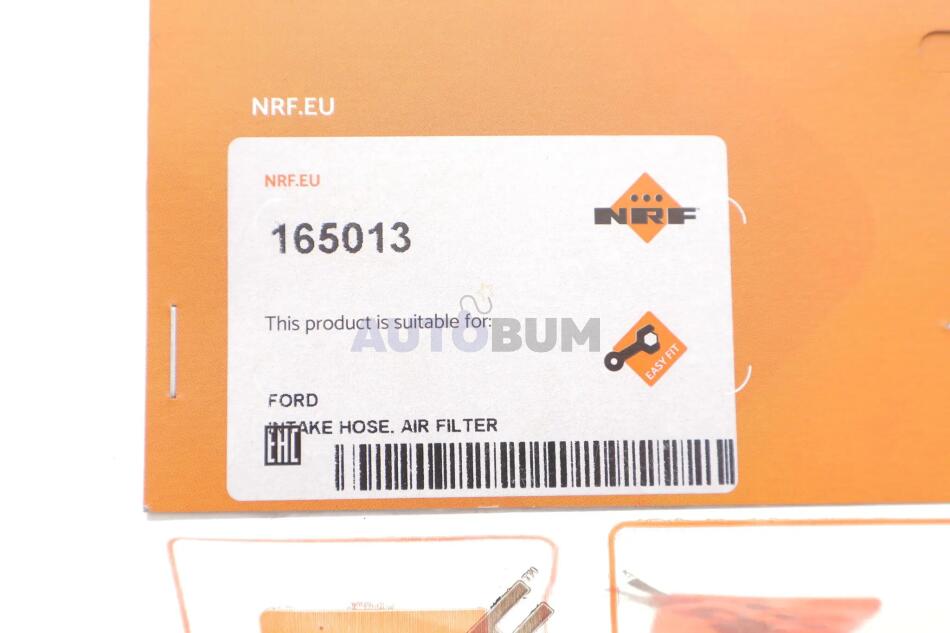 NRF.EU
NRF.EU
NRF
165013
This product is suitable for:
AUTOBUM
EASY FIT
FORD
INTAKE HOSE. AIR FILTER
EAC